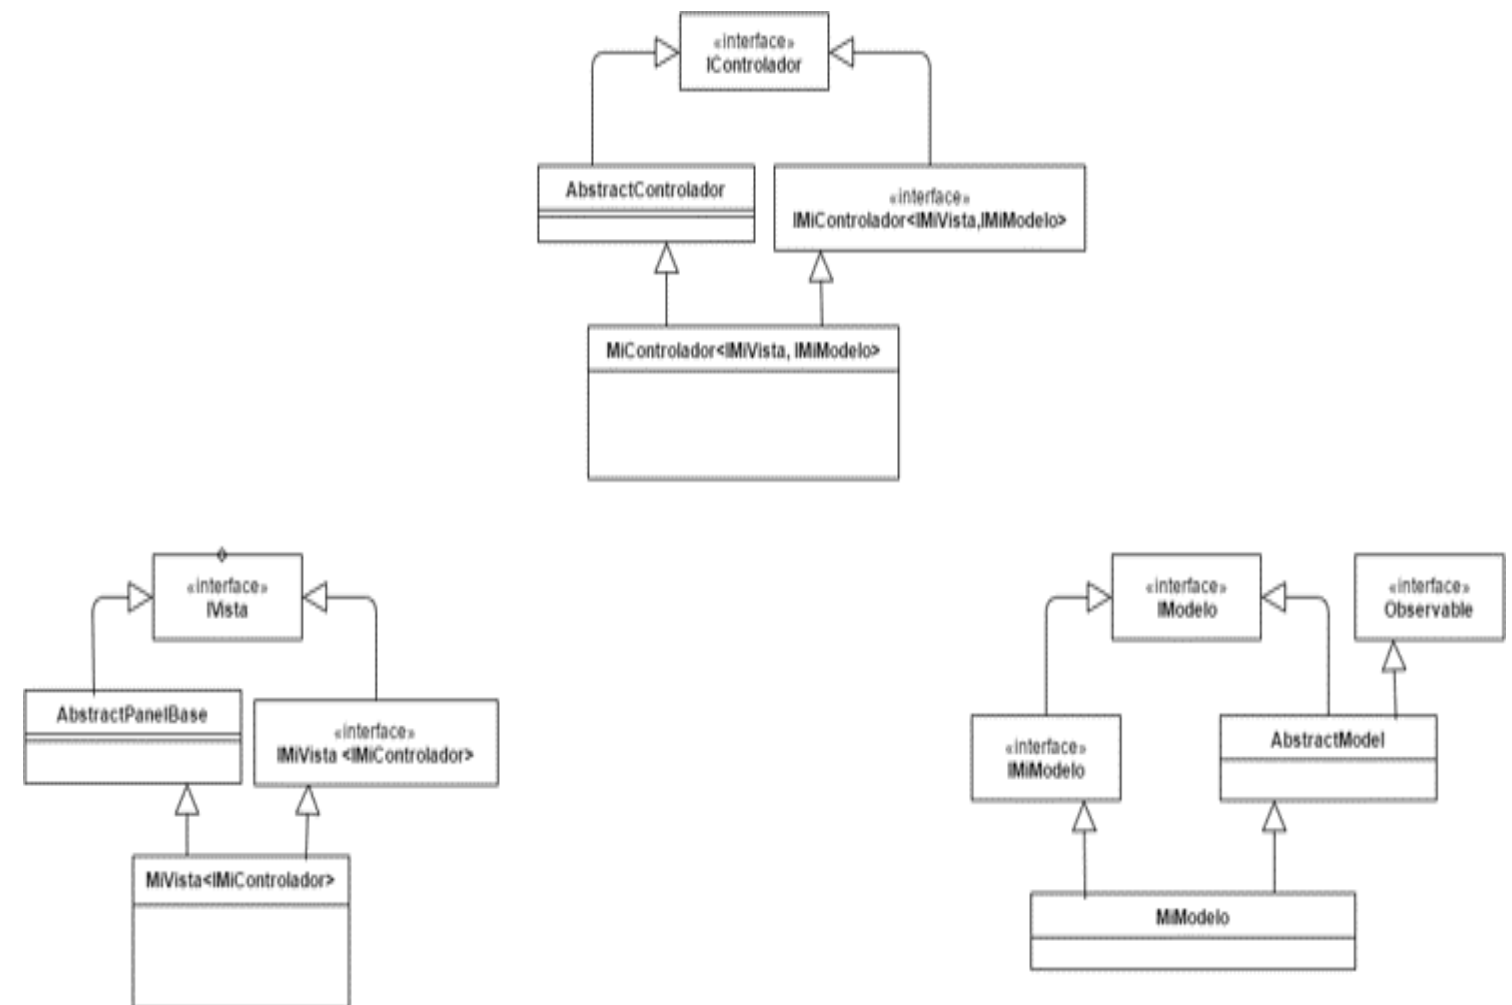 «interface»
IControlador
AbstractControlador
«interface»
IMiControlador<IMiVista,IMiModelo>
MiControlador<IMiVista, IMiModelo>
«interface»
IVista
AbstractPanelBase
«interface»
IMiVista <IMiControlador>
MiVista<IMiControlador>
«interface»
IModelo
«interface»
Observable
«interface»
IMiModelo
AbstractModel
MiModelo